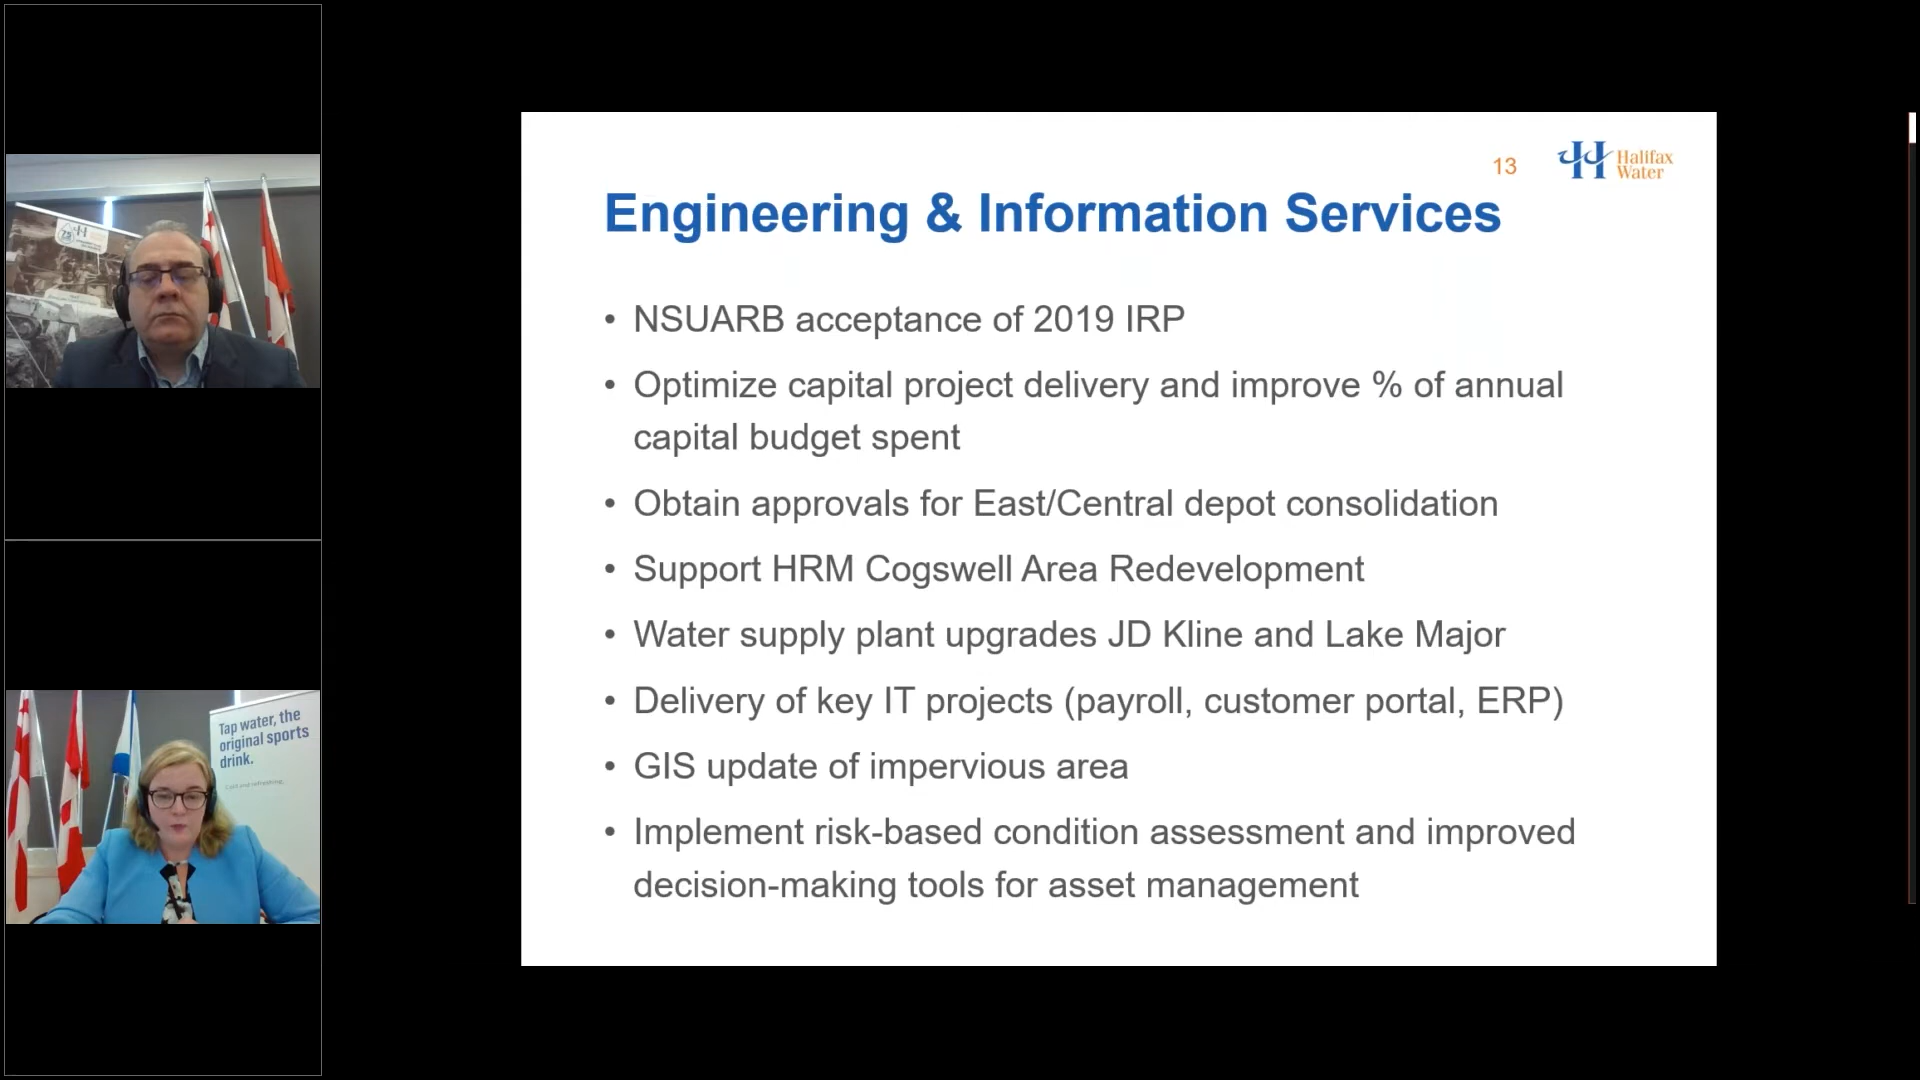 13
Halifax
Water
Engineering & Information Services
• NSUARB acceptance of 2019 IRP
• Optimize capital project delivery and improve % of annual
capital budget spent
• Obtain approvals for East/Central depot consolidation
• Support HRM Cogswell Area Redevelopment
• Water supply plant upgrades JD Kline and Lake Major
• Delivery of key IT projects (payroll, customer portal, ERP)
• GIS update of impervious area
• Implement risk-based condition assessment and improved
decision-making tools for asset management
Tap water, the
original sports
drink.